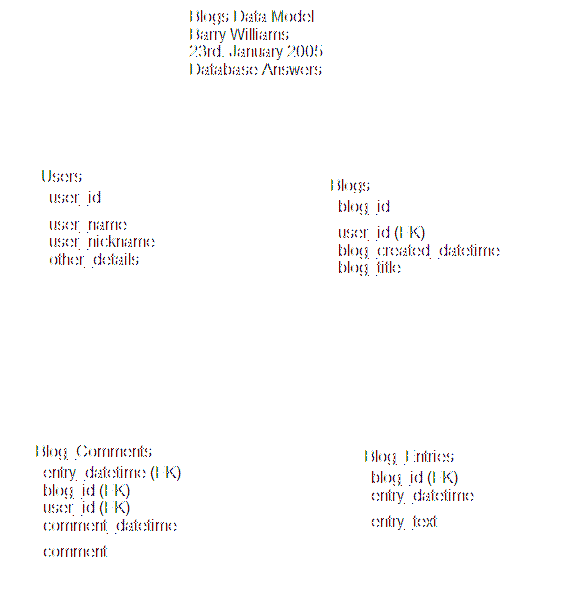 Blogs Data Model
Barry Williams
23rd. January 2005
Database Answers
Users
user_id
user_name
user_nickname
other_details
Blogs
blog_id
user_id (FK)
blog_created_datetime
blog_title
Blog_Comments
entry_datetime (FK)
blog_id (FK)
user_id (FK)
comment_datetime
comment
Blog_Entries
blog_id (FK)
entry_datetime
entry_text